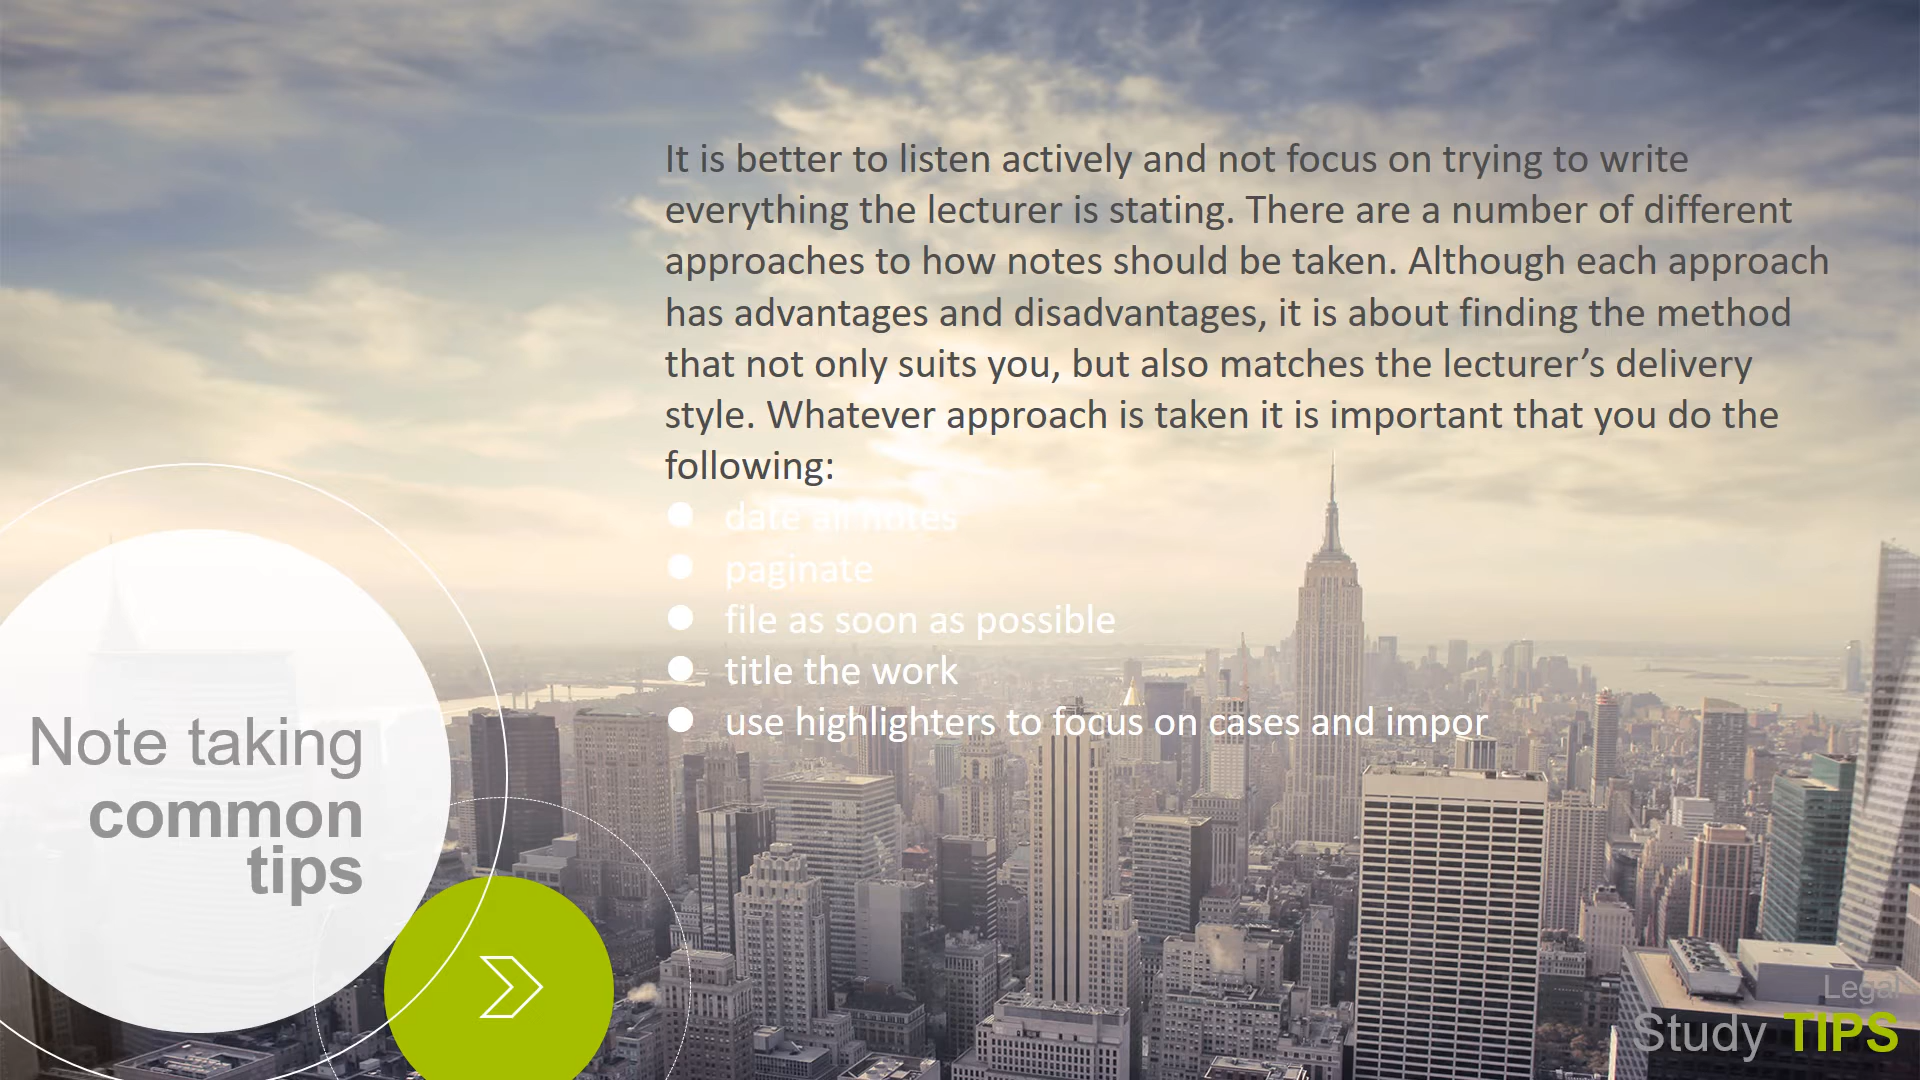 It is better to listen actively and not focus on trying to write
everything the lecturer is stating. There are a number of different
approaches to how notes should be taken. Although each approach
has advantages and disadvantages, it is about finding the method
that not only suits you, but also matches the lecturer’s delivery
style. Whatever approach is taken it is important that you do the
following:
● date all notes
● paginate
● file as soon as possible
● title the work
● use highlighters to focus on cases and impor
Note taking
common
tips
Legal
Study TIPS